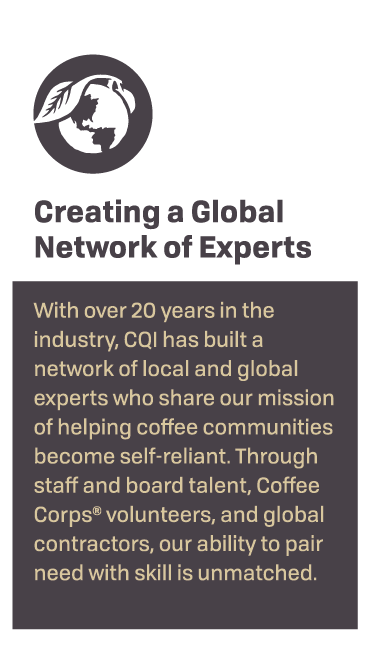 Creating a Global
Network of Experts
With over 20 years in the
industry, CQI has built a
network of local and global
experts who share our mission
of helping coffee communities
become self-reliant. Through
staff and board talent, Coffee
Corps® volunteers, and global
contractors, our ability to pair
need with skill is unmatched.